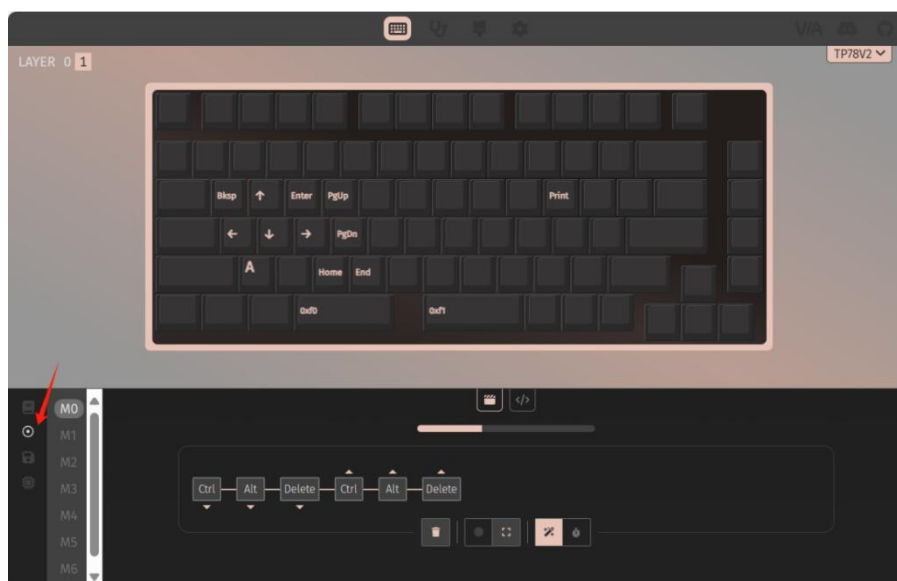 VIA
LAYER 0 1
TP78V2
Bksp ↑ Enter PgUp Print
← ↓ → PgDn
A Home End
0xf0 0xf1
M0
M1
M2
M3
M4
M5
M6
</>
Ctrl Alt Delete Ctrl Alt Delete